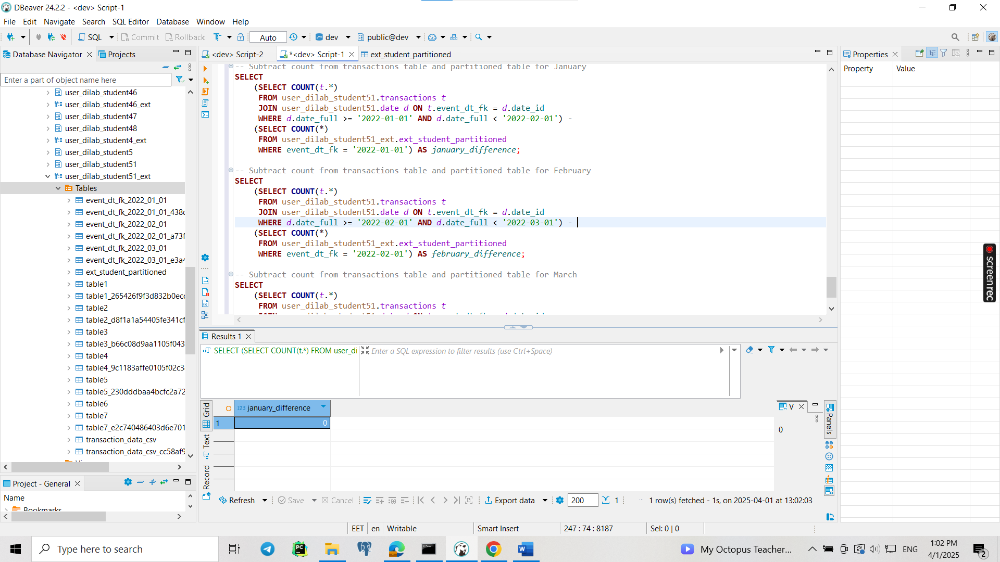 DBeaver 24.2.2 - <dev> Script-1
File Edit Navigate Search SQL Editor Database Window Help
SQL Commit Rollback Auto dev public@dev
Database Navigator Projects
Enter a part of object name here
user_dilab_student46
user_dilab_student46_ext
user_dilab_student47
user_dilab_student48
user_dilab_student4_ext
user_dilab_student5
user_dilab_student51
user_dilab_student51_ext
Tables
event_dt_fk_2022_01_01
event_dt_fk_2022_01_01_438c
event_dt_fk_2022_02_01
event_dt_fk_2022_02_01_a73f
event_dt_fk_2022_03_01
event_dt_fk_2022_03_01_e3a4
ext_student_partitioned
table1
table1_265426f9f3d832b0ecc
table2
table2_d8f1a1a54405fe341cf
table3
table3_b66c08d9aa1105f043
table4
table4_9c1183affe0105f02c3
table5
table5_230dddbaa4bcfc2a72
table6
table7
table7_e2c740486403d6e701
transaction_data_csv
transaction_data_csv_cc58af9
Project - General
Name
Bookmarks
<dev> Script-2 *<dev> Script-1 ext_student_partitioned
-- Subtract count from transactions table and partitioned table for January
SELECT
(SELECT COUNT(t.*)
FROM user_dilab_student51.transactions t
JOIN user_dilab_student51.date d ON t.event_dt_fk = d.date_id
WHERE d.date_full >= '2022-01-01' AND d.date_full < '2022-02-01') -
(SELECT COUNT(*)
FROM user_dilab_student51_ext.ext_student_partitioned
WHERE event_dt_fk = '2022-01-01') AS january_difference;
-- Subtract count from transactions table and partitioned table for February
SELECT
(SELECT COUNT(t.*)
FROM user_dilab_student51.transactions t
JOIN user_dilab_student51.date d ON t.event_dt_fk = d.date_id
WHERE d.date_full >= '2022-02-01' AND d.date_full < '2022-03-01') -
(SELECT COUNT(*)
FROM user_dilab_student51_ext.ext_student_partitioned
WHERE event_dt_fk = '2022-02-01') AS february_difference;
-- Subtract count from transactions table and partitioned table for March
SELECT
(SELECT COUNT(t.*)
FROM user_dilab_student51.transactions t
Results 1
SELECT (SELECT COUNT(t.*) FROM user_di
Enter a SQL expression to filter results (use Ctrl+Space)
Grid
Text
Record
123 january_difference
1 0
V
0
Panels
Refresh Save Cancel Export data 200 1 1 row(s) fetched - 1s, on 2025-04-01 at 13:02:03
EET en Writable Smart Insert 247 : 74 : 8187 Sel: 0 | 0
Properties
Property Value
screenrec
Type here to search
PC
My Octopus Teacher...
ENG
1:02 PM
4/1/2025
2